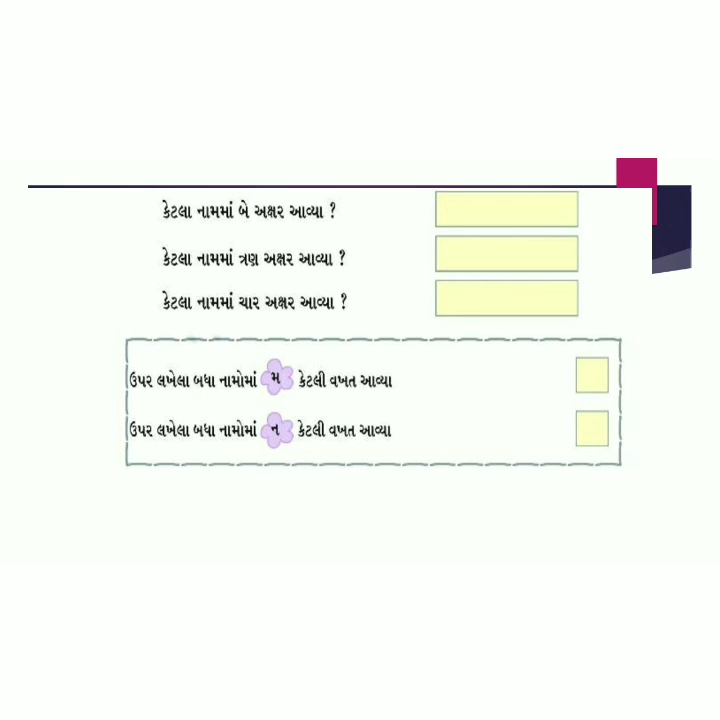 કેટલા નામમાં બે અક્ષર આવ્યા ?
કેટલા નામમાં ત્રણ અક્ષર આવ્યા ?
કેટલા નામમાં ચાર અક્ષર આવ્યા ?
ઉપર લખેલા બધા નામોમાં મ કેટલી વખત આવ્યા
ઉપર લખેલા બધા નામોમાં ન કેટલી વખત આવ્યા